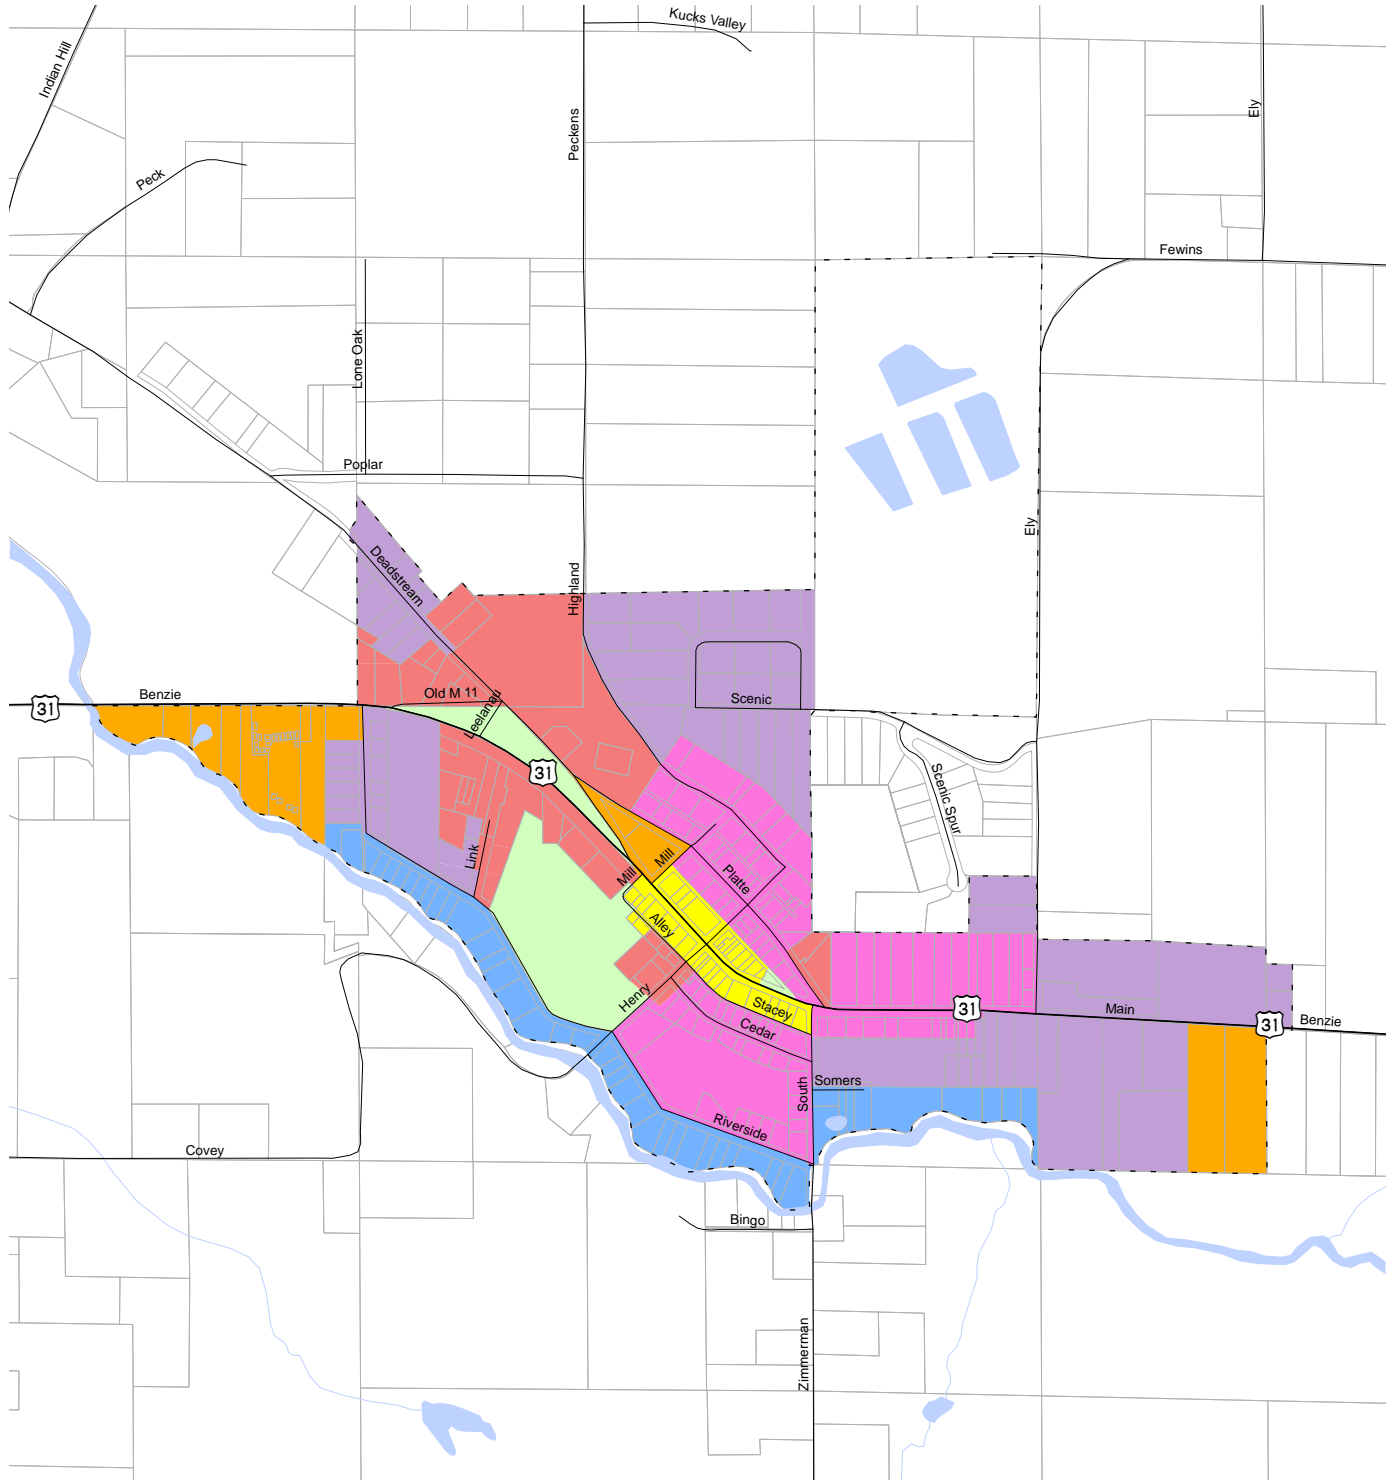 Kucks Valley
Indian Hill
Peckens
Ely
Peck
Fewins
Lone Oak
Poplar
Ely
Deadstream
Highland
Benzie
31
Old M 11
Leelanau
Scenic
31
Scenic Spur
Link
Mill
Mill
Platte
Alley
Henry
Stacey
Cedar
31
Main
31
Benzie
South
Somers
Riverside
Covey
Bingo
Zimmerman